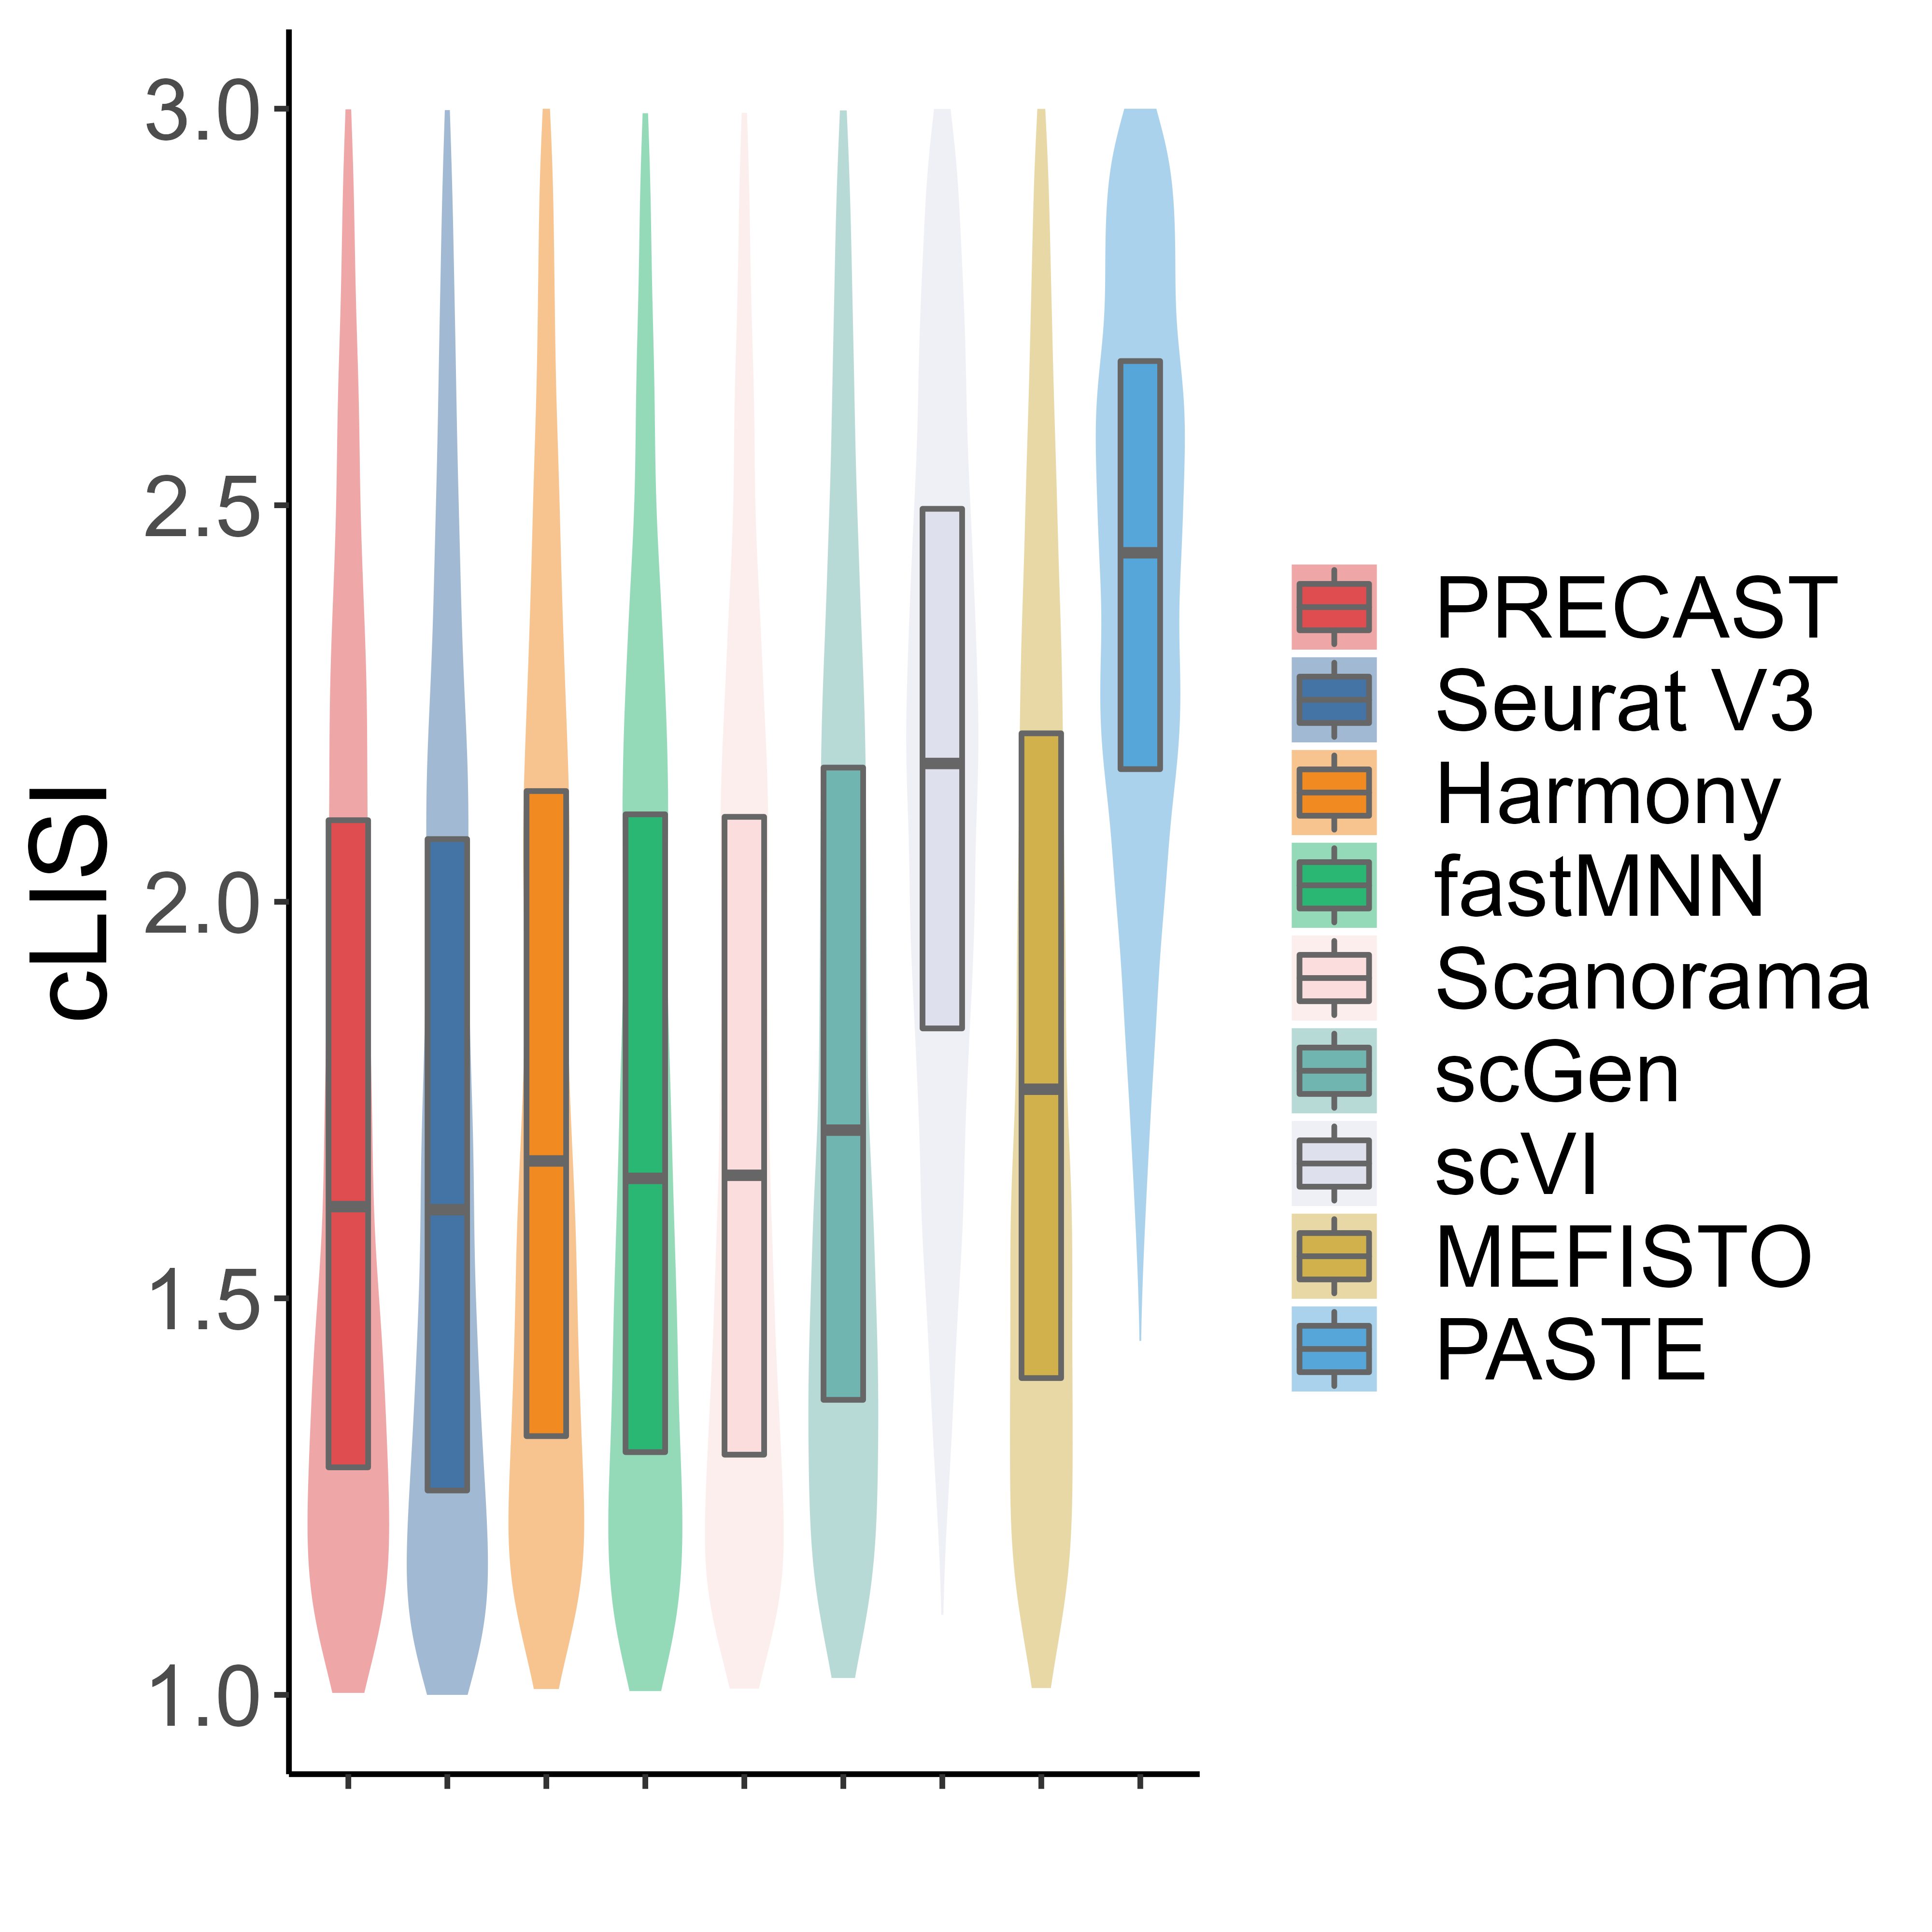 3.0
2.5
2.0
1.5
1.0
cLISI
PRECAST
Seurat V3
Harmony
fastMNN
Scanorama
scGen
scVI
MEFISTO
PASTE